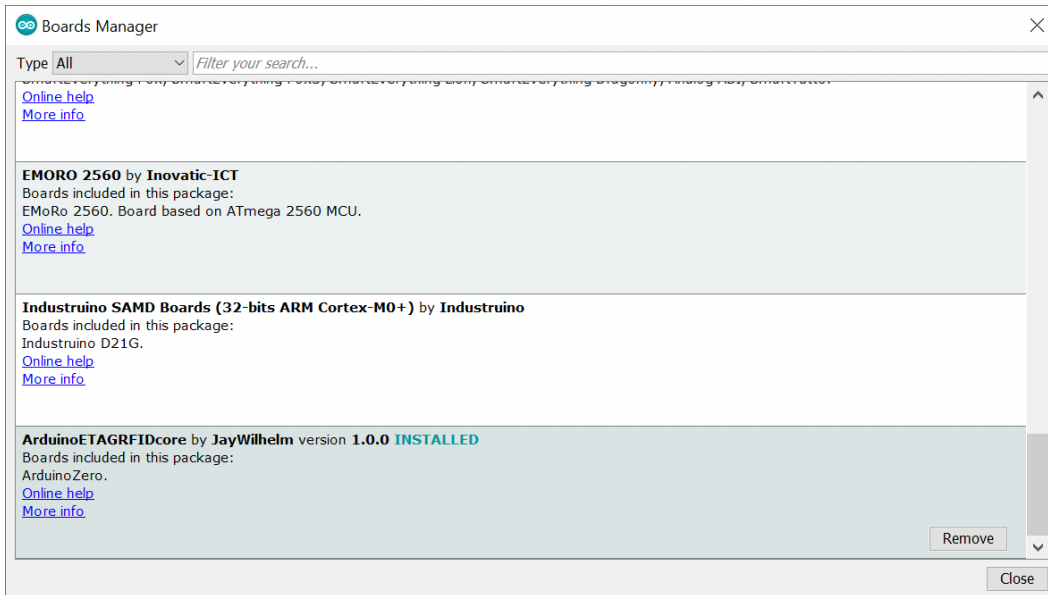 Boards Manager
Type All Filter your search...
Online help
More info
EMORO 2560 by Inovatic-ICT
Boards included in this package:
EMoRo 2560. Board based on ATmega 2560 MCU.
Online help
More info
Industruino SAMD Boards (32-bits ARM Cortex-M0+) by Industruino
Boards included in this package:
Industruino D21G.
Online help
More info
ArduinoETAGRFIDcore by JayWilhelm version 1.0.0 INSTALLED
Boards included in this package:
ArduinoZero.
Online help
More info
Remove
Close